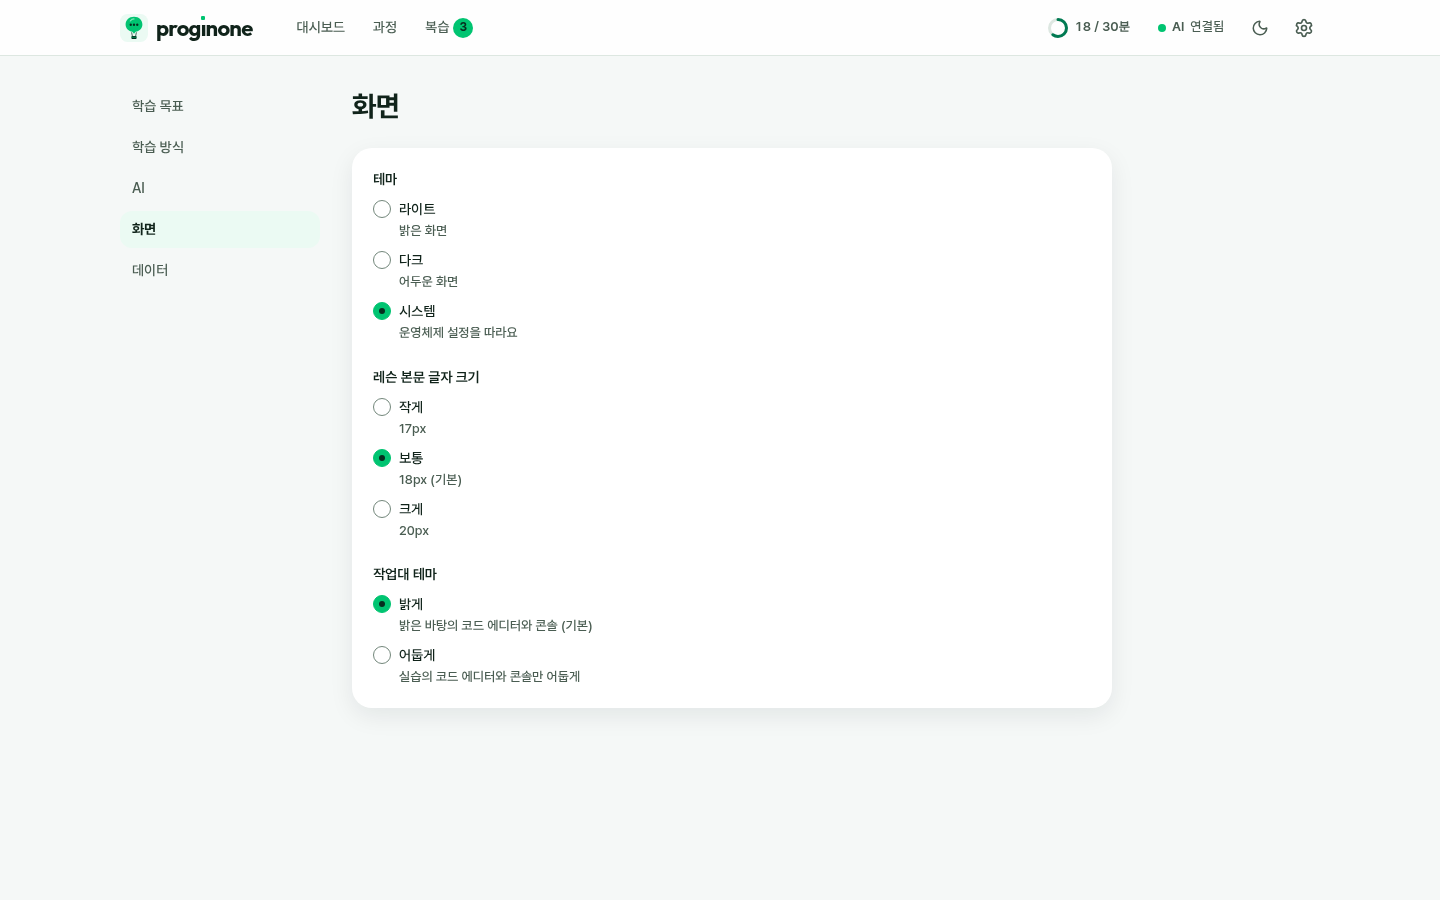 proginone
대시보드
과정
복습 3
18 / 30분
AI 연결됨
학습 목표
학습 방식
AI
화면
데이터
화면
테마
라이트
밝은 화면
다크
어두운 화면
시스템
운영체제 설정을 따라요
레슨 본문 글자 크기
작게
17px
보통
18px (기본)
크게
20px
작업대 테마
밝게
밝은 바탕의 코드 에디터와 콘솔 (기본)
어둡게
실습의 코드 에디터와 콘솔만 어둡게